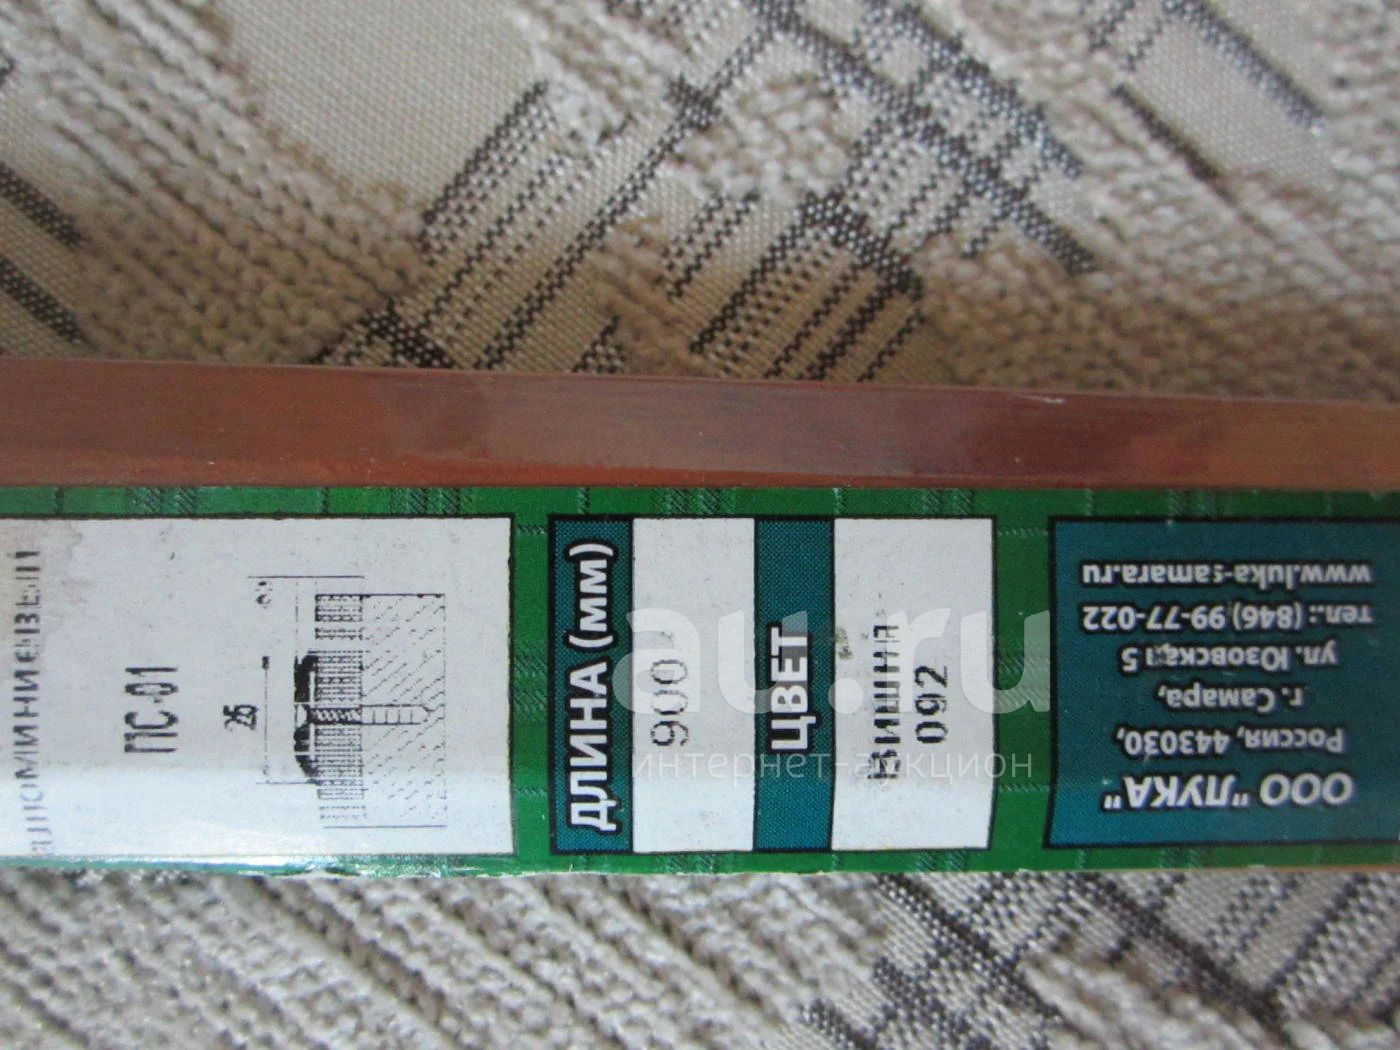 алюминиевый
ПС-01
26
ДЛИНА (мм)
900
ЦВЕТ
Вишня
092
ООО "ЛУКА"
Россия, 443030,
г. Самара,
ул. Юзовская 5
тел.: (846) 99-77-022
www.luka-samara.ru
au.ru
интернет-аукцион